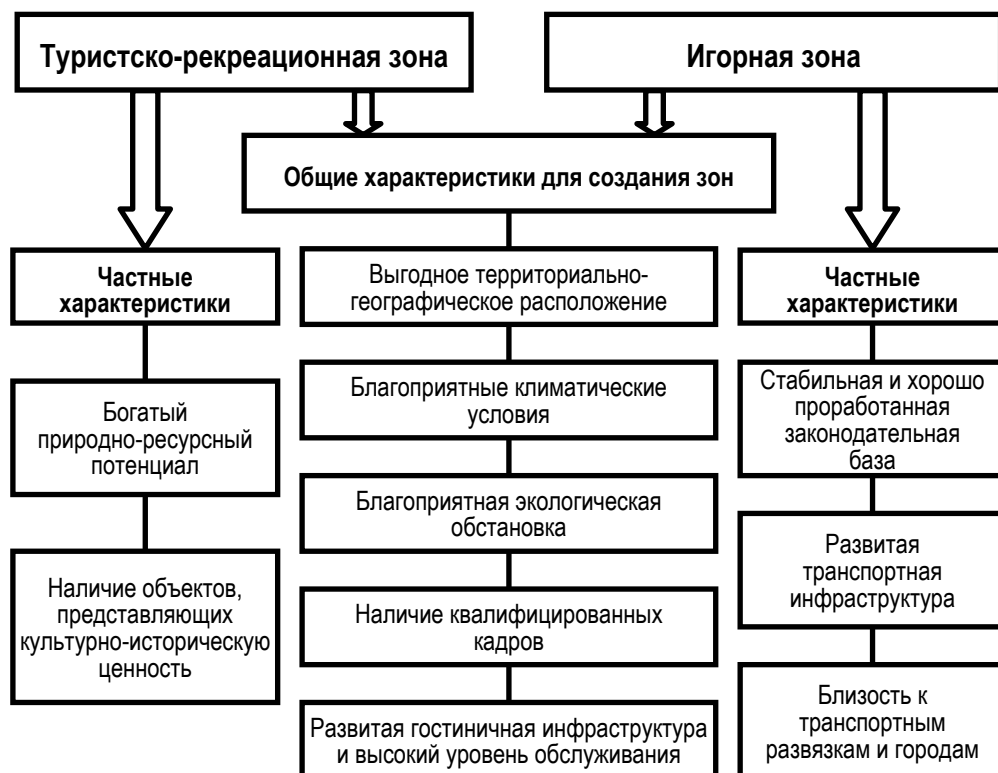 Туристско-рекреационная зона
Игорная зона
Общие характеристики для создания зон
Частные
характеристики
Богатый
природно-ресурсный
потенциал
Наличие объектов,
представляющих
культурно-историческую
ценность
Выгодное территориально-
географическое расположение
Благоприятные климатические
условия
Благоприятная экологическая
обстановка
Наличие квалифицированных
кадров
Развитая гостиничная инфраструктура
и высокий уровень обслуживания
Частные
характеристики
Стабильная и хорошо
проработанная
законодательная
база
Развитая
транспортная
инфраструктура
Близость к
транспортным
развязкам и городам